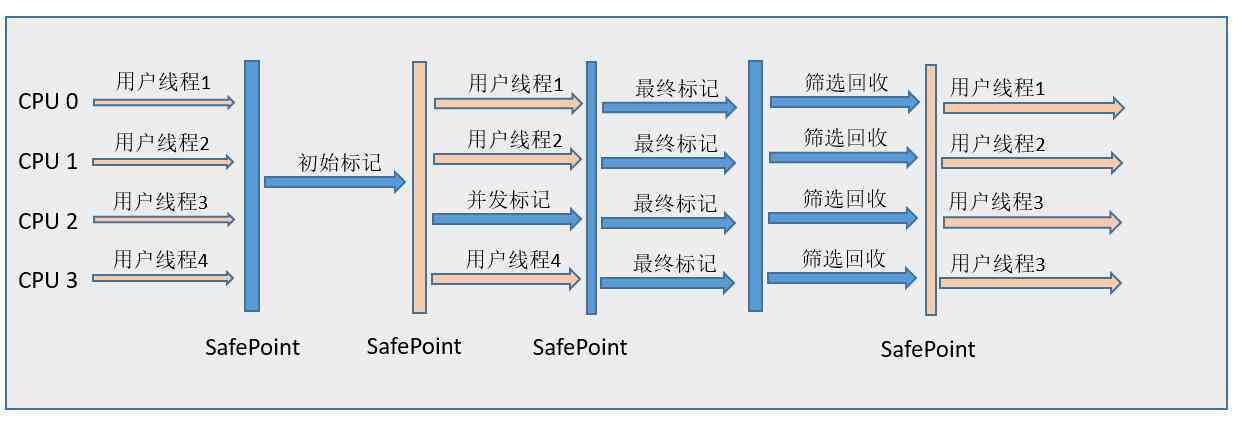 CPU 0 用户线程1 用户线程1 最终标记 筛选回收 用户线程1
CPU 1 用户线程2 用户线程2 最终标记 筛选回收 用户线程2
初始标记
CPU 2 用户线程3 并发标记 最终标记 筛选回收 用户线程3
CPU 3 用户线程4 用户线程4 最终标记 筛选回收 用户线程3
SafePoint SafePoint SafePoint SafePoint